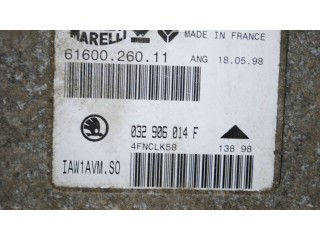 MARELLI
MADE IN FRANCE
61600.260.11
ANG 18.05.98
032 906 014 F
4FNCLK58
138 98
IAW1AVM.SO